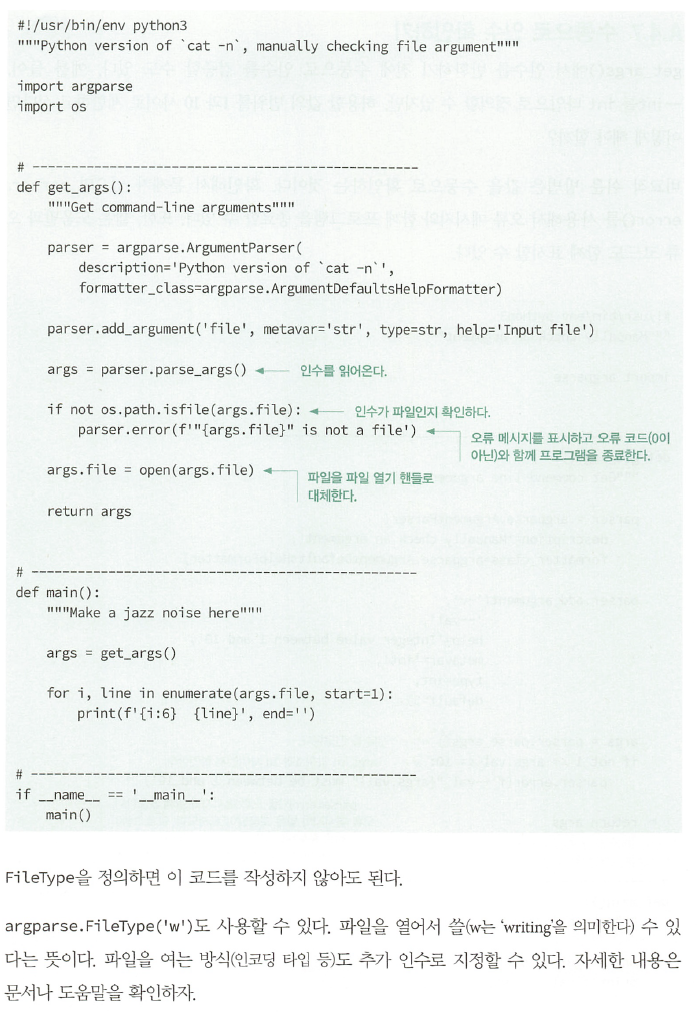 #!/usr/bin/env python3
"""Python version of `cat -n`, manually checking file argument"""

import argparse
import os


# --------------------------------------------------
def get_args():
    """Get command-line arguments"""

    parser = argparse.ArgumentParser(
        description='Python version of `cat -n`',
        formatter_class=argparse.ArgumentDefaultsHelpFormatter)

    parser.add_argument('file', metavar='str', type=str, help='Input file')

    args = parser.parse_args() 인수를 읽어온다.

    if not os.path.isfile(args.file): 인수가 파일인지 확인하다.
        parser.error(f'"{args.file}" is not a file') 오류 메시지를 표시하고 오류 코드(0이
아닌)와 함께 프로그램을 종료한다.
    args.file = open(args.file) 파일을 파일 열기 핸들로
대체한다.
    return args


# --------------------------------------------------
def main():
    """Make a jazz noise here"""

    args = get_args()

    for i, line in enumerate(args.file, start=1):
        print(f'{i:6}  {line}', end='')


# --------------------------------------------------
if __name__ == '__main__':
    main()

FileType을 정의하면 이 코드를 작성하지 않아도 된다.

argparse.FileType('w')도 사용할 수 있다. 파일을 열어서 쓸(w는 ‘writing’을 의미한다) 수 있
다는 뜻이다. 파일을 여는 방식(인코딩 타입 등)도 추가 인수로 지정할 수 있다. 자세한 내용은
문서나 도움말을 확인하자.